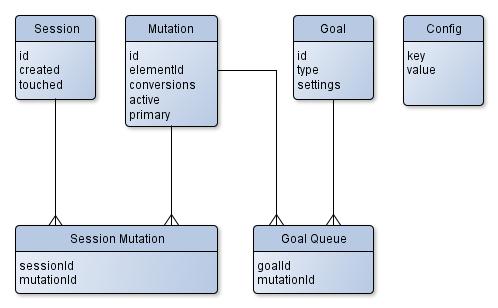 Session
id
created
touched
Mutation
id
elementId
conversions
active
primary
Goal
id
type
settings
Config
key
value
Session Mutation
sessionId
mutationId
Goal Queue
goalId
mutationId